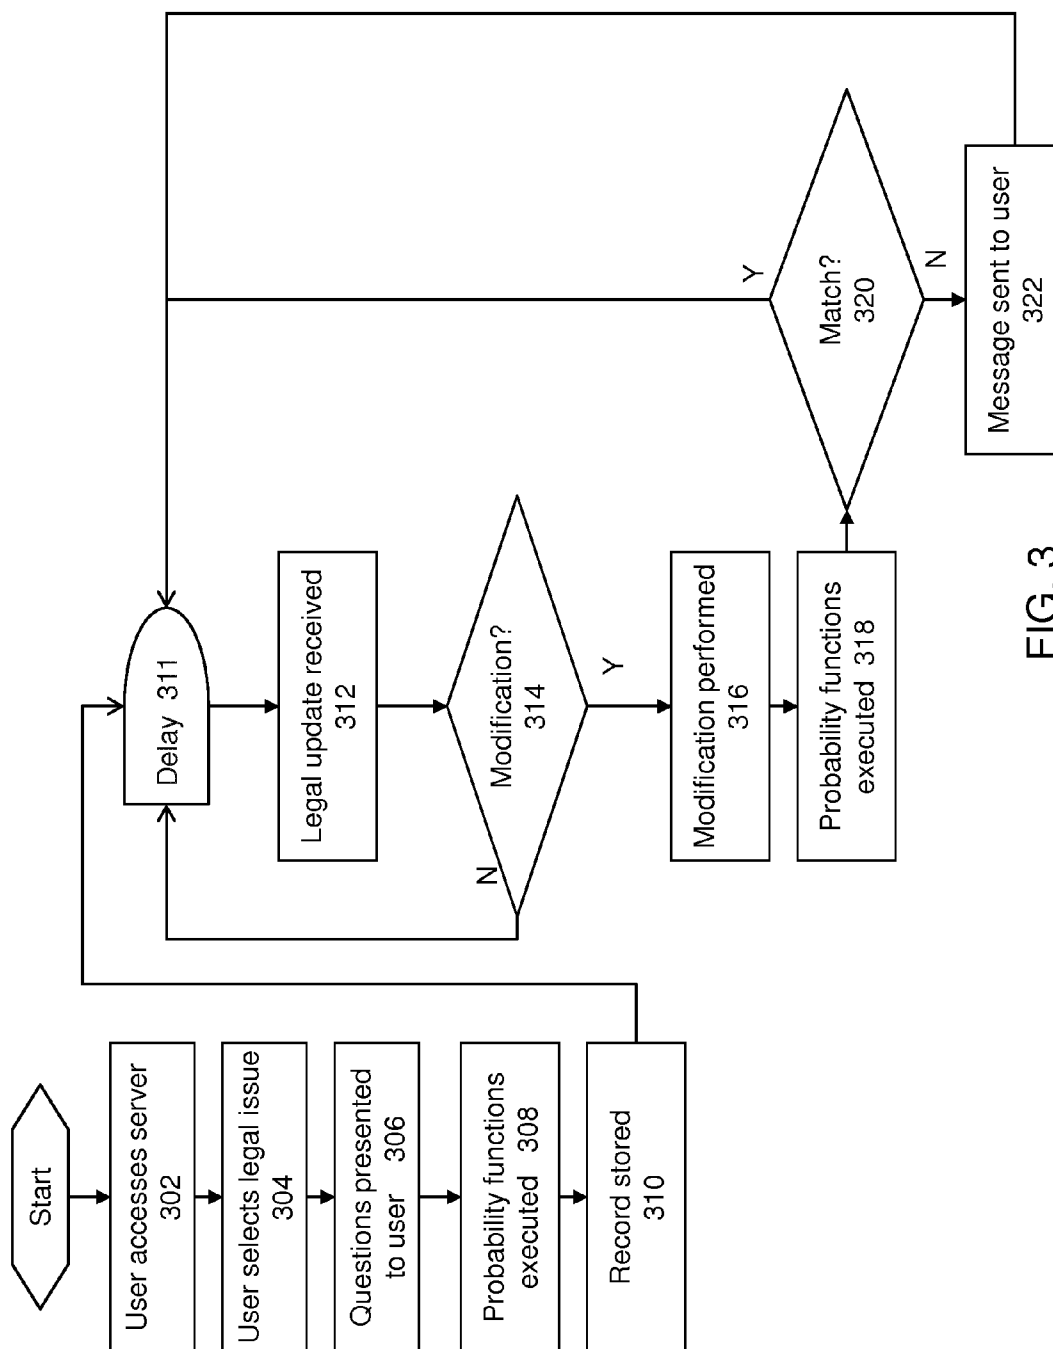 Start
User accesses server
302
User selects legal issue
304
Questions presented
to user 306
Probability functions
executed 308
Record stored
310
Delay 311
Legal update received
312
Modification?
314
N
Y
Modification performed
316
Probability functions
executed 318
Match?
320
Y
N
Message sent to user
322
FIG. 3